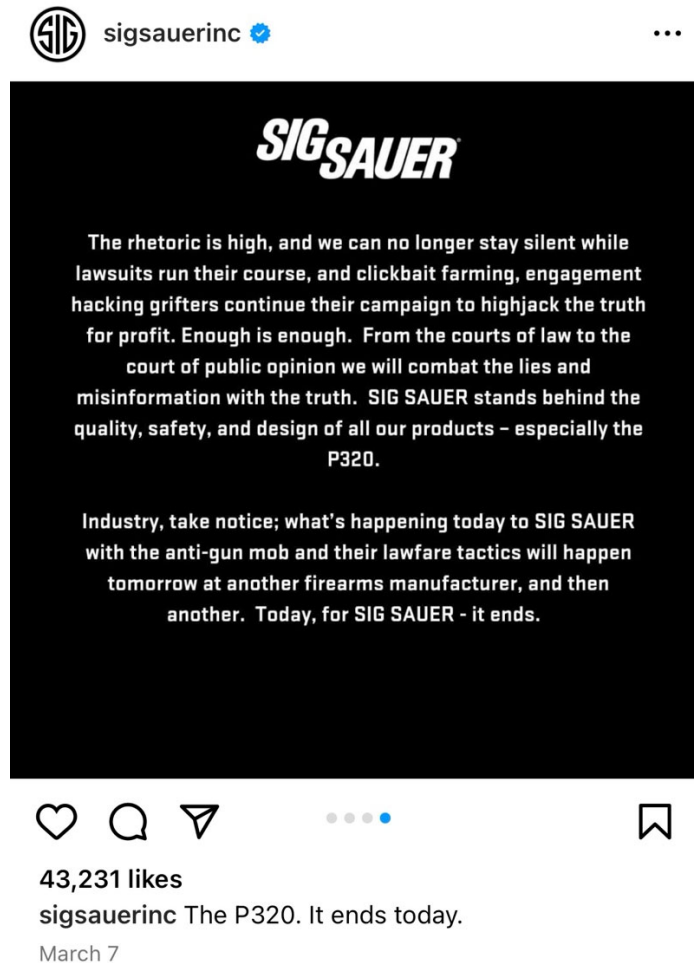 SIG
sigsauerinc
SIG SAUER
The rhetoric is high, and we can no longer stay silent while
lawsuits run their course, and clickbait farming, engagement
hacking grifters continue their campaign to highjack the truth
for profit. Enough is enough.  From the courts of law to the
court of public opinion we will combat the lies and
misinformation with the truth.  SIG SAUER stands behind the
quality, safety, and design of all our products – especially the
P320.
Industry, take notice; what's happening today to SIG SAUER
with the anti-gun mob and their lawfare tactics will happen
tomorrow at another firearms manufacturer, and then
another.  Today, for SIG SAUER - it ends.
43,231 likes
sigsauerinc The P320. It ends today.
March 7